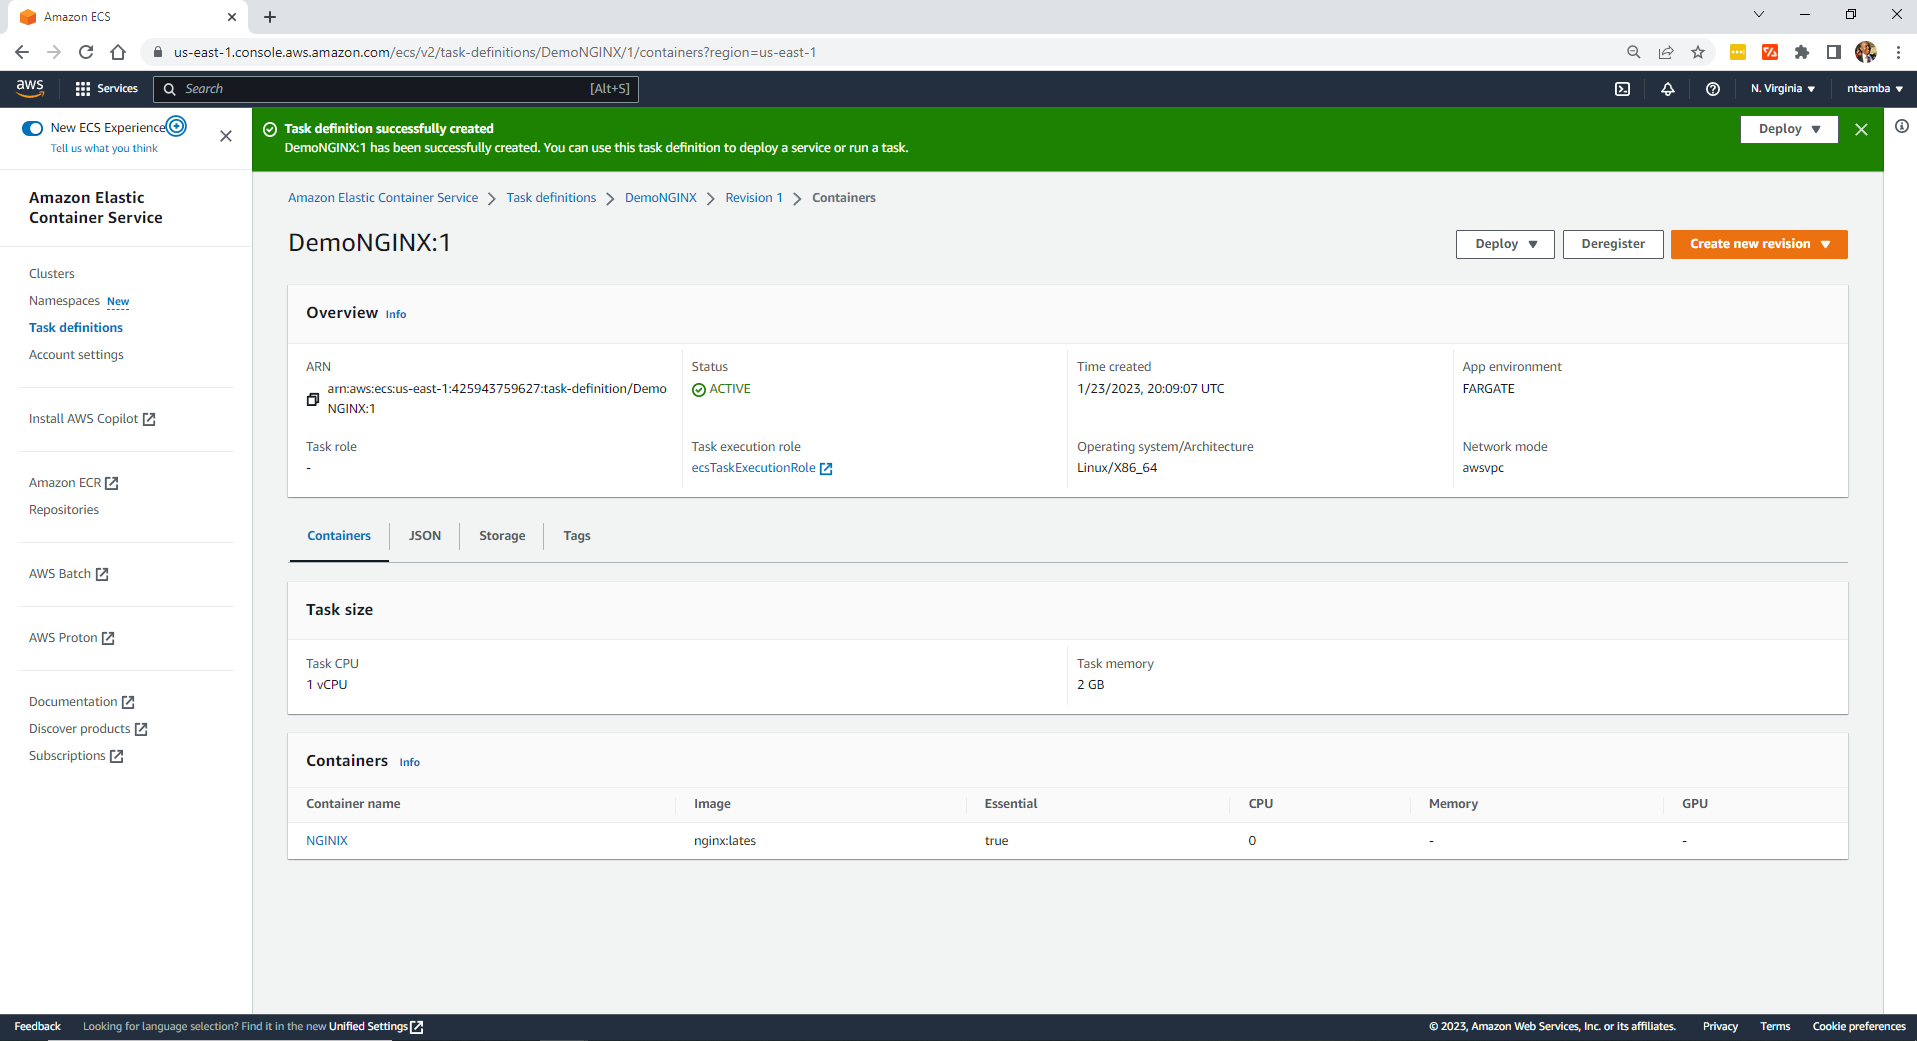 Amazon ECS
us-east-1.console.aws.amazon.com/ecs/v2/task-definitions/DemoNGINX/1/containers?region=us-east-1
aws
Services
Search
[Alt+S]
N. Virginia
ntsamba
New ECS Experience
Tell us what you think
Task definition successfully created
DemoNGINX:1 has been successfully created. You can use this task definition to deploy a service or run a task.
Deploy
Amazon Elastic
Container Service
Clusters
Namespaces New
Task definitions
Account settings
Install AWS Copilot
Amazon ECR
Repositories
AWS Batch
AWS Proton
Documentation
Discover products
Subscriptions
Amazon Elastic Container Service
Task definitions
DemoNGINX
Revision 1
Containers
DemoNGINX:1
Deploy
Deregister
Create new revision
Overview Info
ARN
arn:aws:ecs:us-east-1:425943759627:task-definition/Demo
NGINX:1
Status
ACTIVE
Time created
1/23/2023, 20:09:07 UTC
App environment
FARGATE
Task role
-
Task execution role
ecsTaskExecutionRole
Operating system/Architecture
Linux/X86_64
Network mode
awsvpc
Containers
JSON
Storage
Tags
Task size
Task CPU
1 vCPU
Task memory
2 GB
Containers Info
Container name
Image
Essential
CPU
Memory
GPU
NGINIX
nginx:lates
true
0
-
-
Feedback
Looking for language selection? Find it in the new Unified Settings
© 2023, Amazon Web Services, Inc. or its affiliates.
Privacy
Terms
Cookie preferences